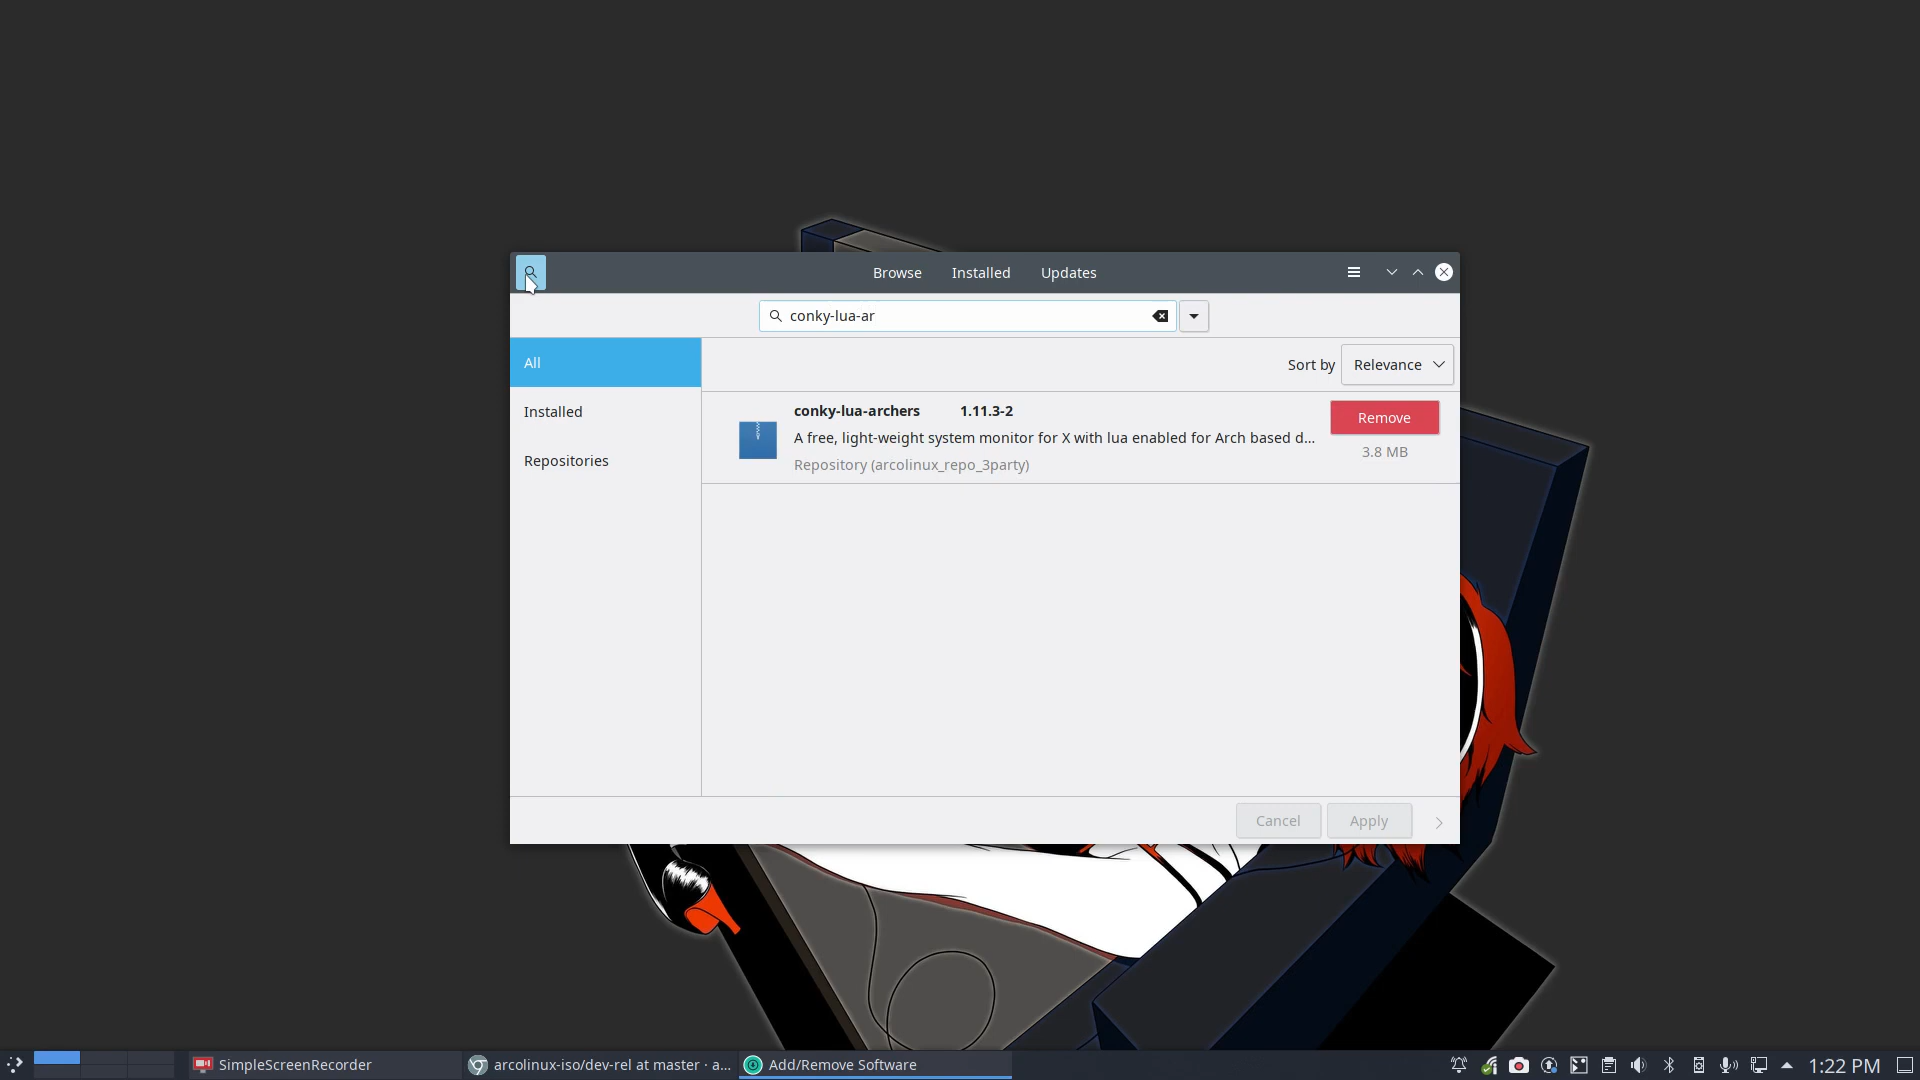 Browse Installed Updates
conky-lua-ar
All
Sort by Relevance
Installed
Repositories
conky-lua-archers 1.11.3-2
Remove
A free, light-weight system monitor for X with lua enabled for Arch based d...
3.8 MB
Repository (arcolinux_repo_3party)
Cancel Apply
SimpleScreenRecorder
arcolinux-iso/dev-rel at master · a...
Add/Remove Software
1:22 PM